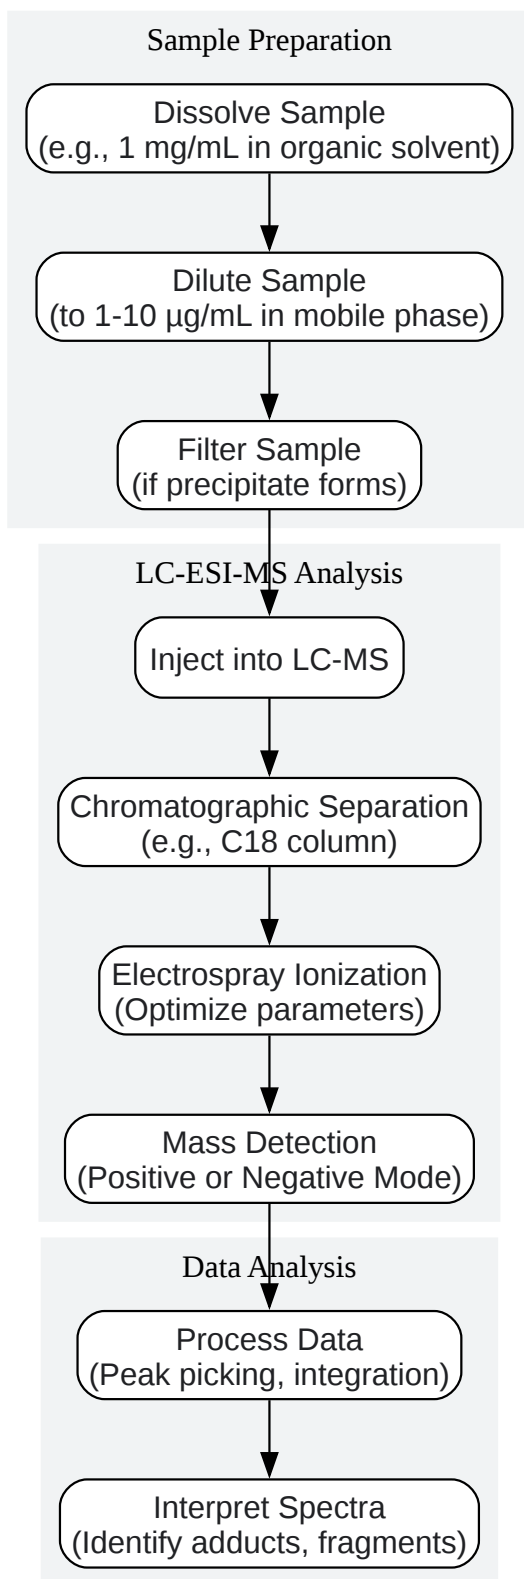 Sample Preparation
Dissolve Sample
(e.g., 1 mg/mL in organic solvent)
Dilute Sample
(to 1-10 µg/mL in mobile phase)
Filter Sample
(if precipitate forms)
LC-ESI-MS Analysis
Inject into LC-MS
Chromatographic Separation
(e.g., C18 column)
Electrospray Ionization
(Optimize parameters)
Mass Detection
(Positive or Negative Mode)
Data Analysis
Process Data
(Peak picking, integration)
Interpret Spectra
(Identify adducts, fragments)